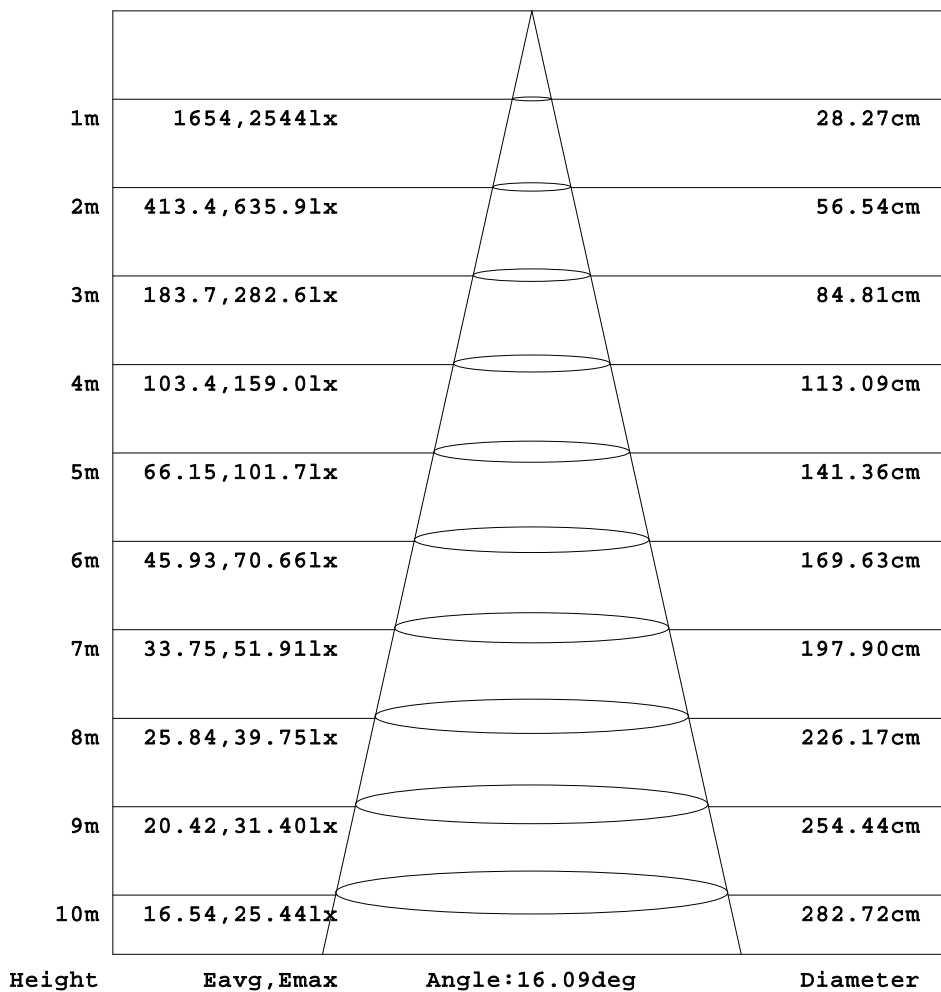 1m 1654,2544lx 28.27cm
2m 413.4,635.9lx 56.54cm
3m 183.7,282.6lx 84.81cm
4m 103.4,159.0lx 113.09cm
5m 66.15,101.7lx 141.36cm
6m 45.93,70.66lx 169.63cm
7m 33.75,51.91lx 197.90cm
8m 25.84,39.75lx 226.17cm
9m 20.42,31.40lx 254.44cm
10m 16.54,25.44lx 282.72cm
Height Eavg,Emax Angle:16.09deg Diameter